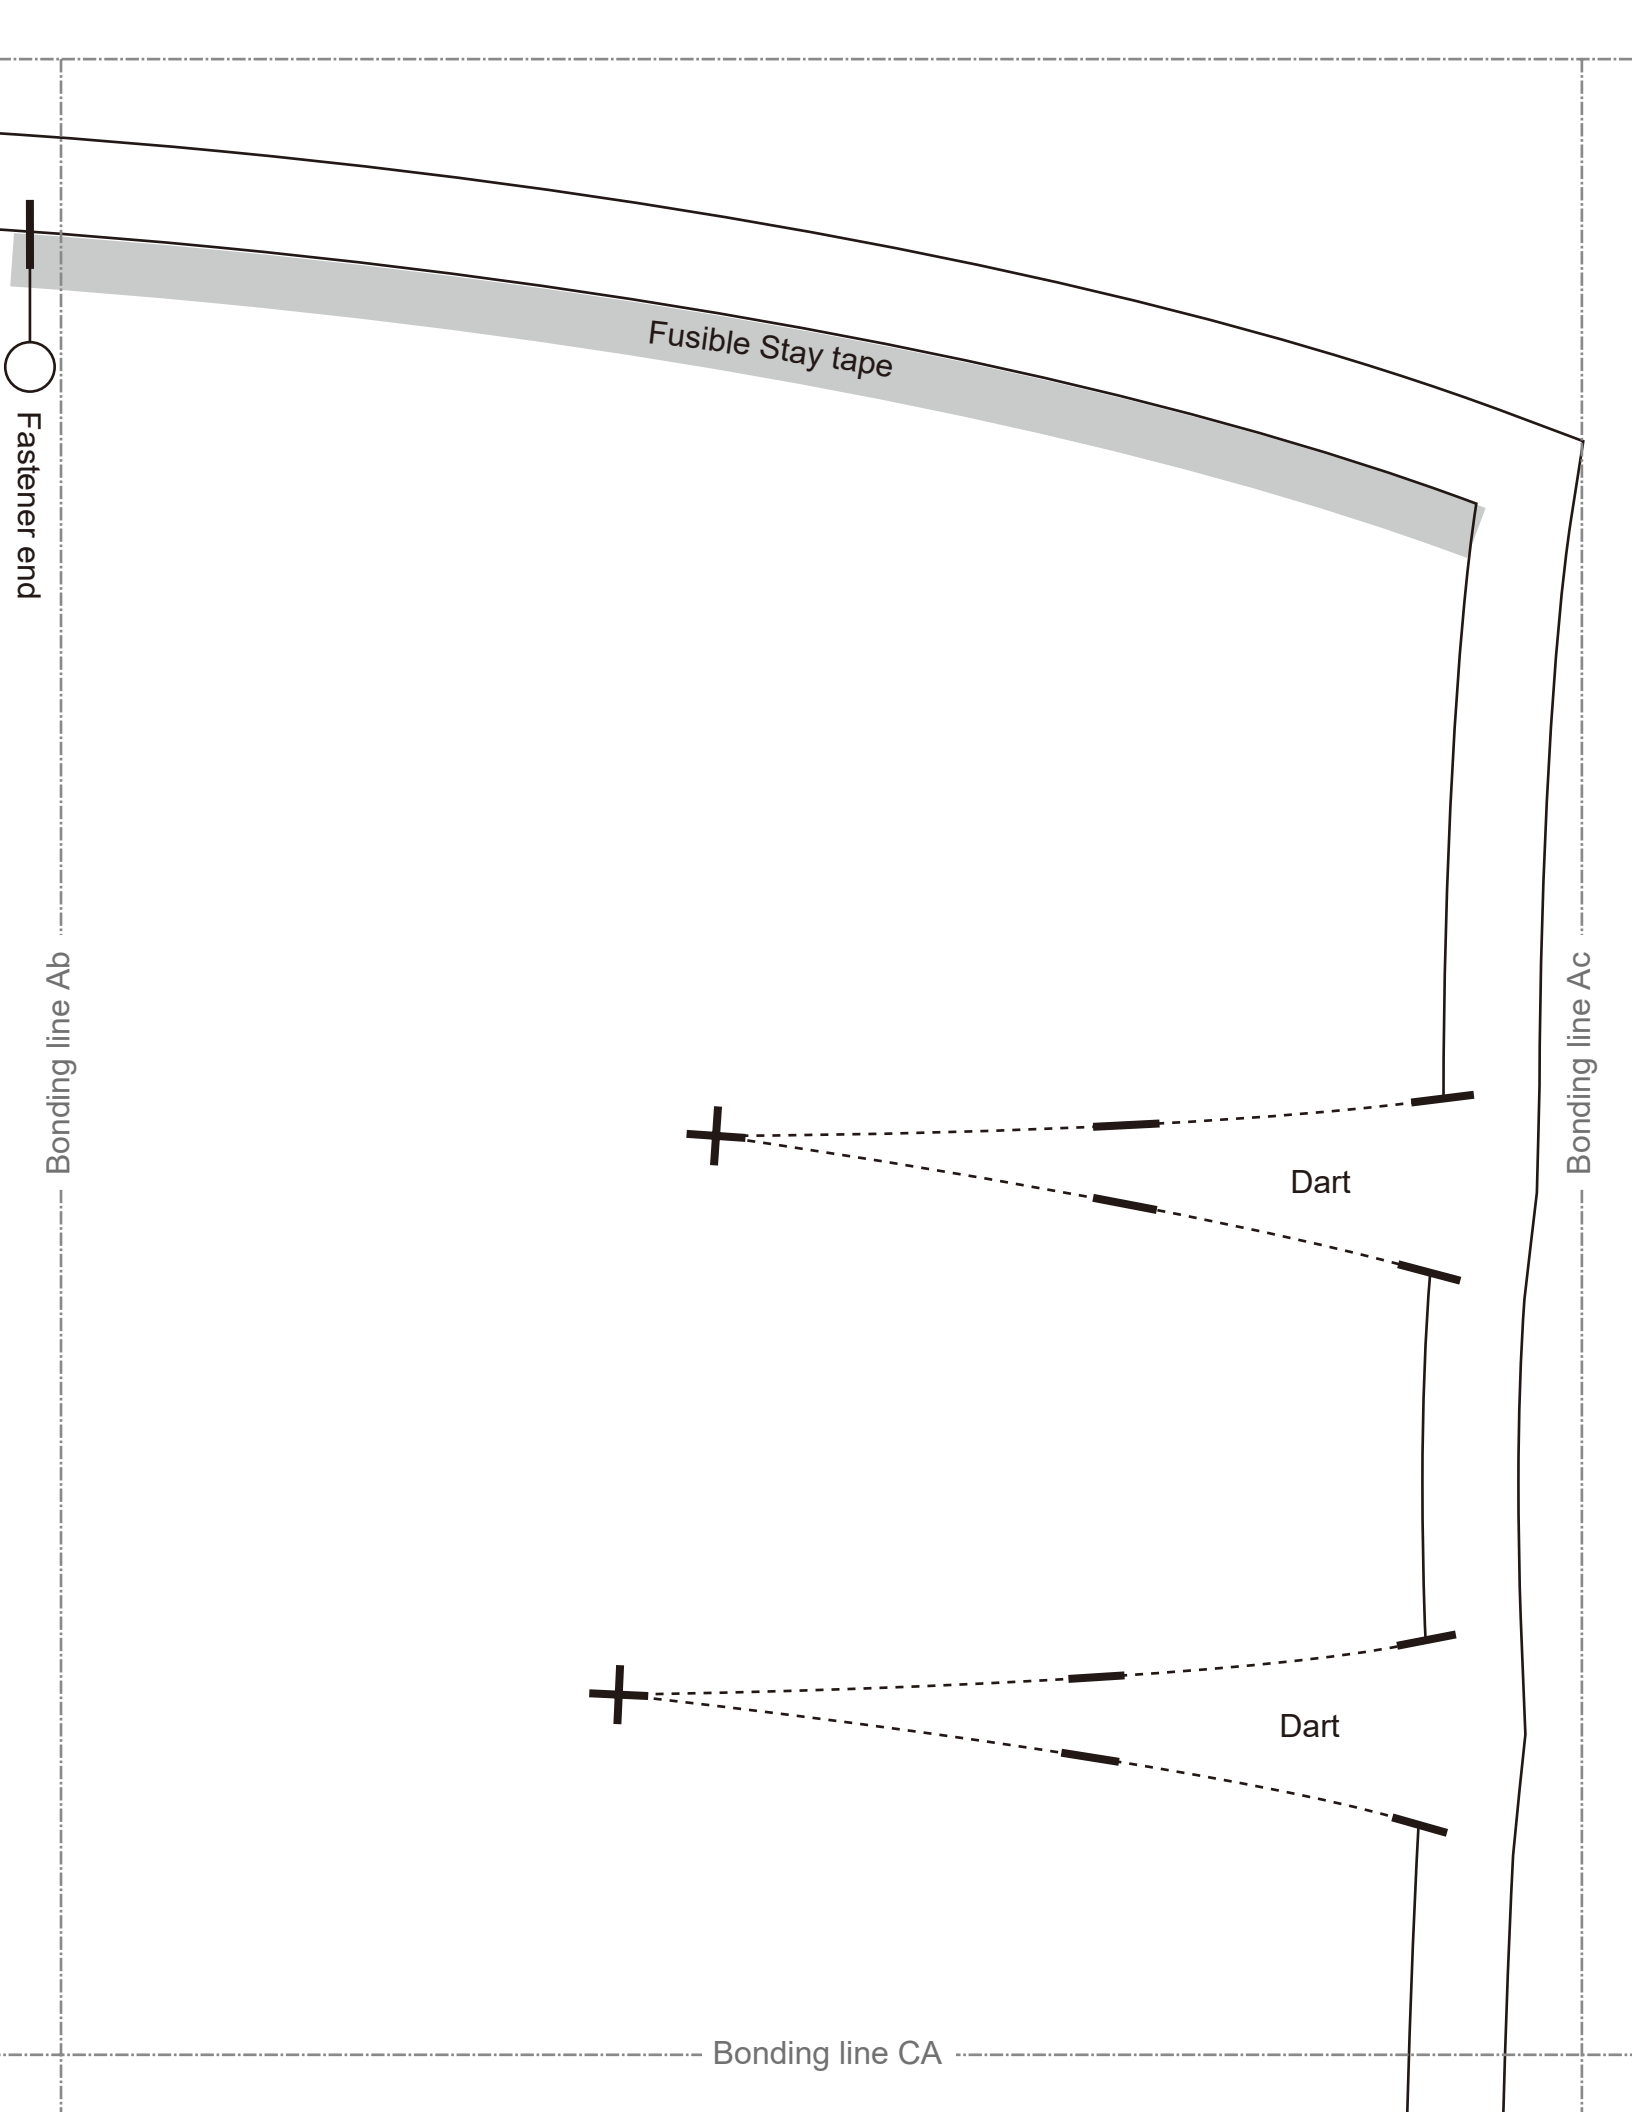 Fusible Stay tape
Fastener end
Bonding line Ab
Bonding line Ac
Dart
Dart
Bonding line CA